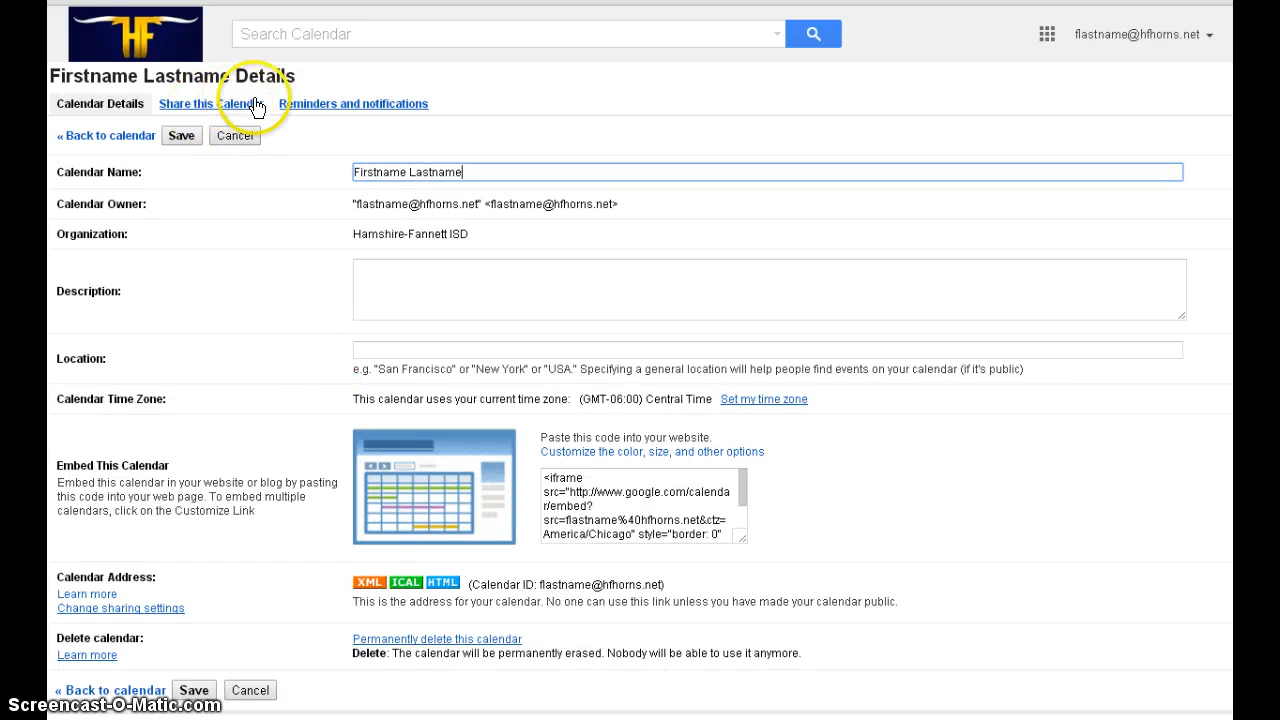 HF
Search Calendar
flastname@hfhorns.net
Firstname Lastname Details
Calendar Details Share this Calendar Reminders and notifications
« Back to calendar Save Cancel
Calendar Name: Firstname Lastname
Calendar Owner: "flastname@hfhorns.net" <flastname@hfhorns.net>
Organization: Hamshire-Fannett ISD
Description:
Location:
e.g. "San Francisco" or "New York" or "USA." Specifying a general location will help people find events on your calendar (if it's public)
Calendar Time Zone: This calendar uses your current time zone: (GMT-06:00) Central Time Set my time zone
Embed This Calendar
Embed this calendar in your website or blog by pasting
this code into your web page. To embed multiple
calendars, click on the Customize Link
Paste this code into your website.
Customize the color, size, and other options
<iframe
src="http://www.google.com/calenda
r/embed?
src=flastname%40hfhorns.net&ctz=
America/Chicago" style="border: 0"
Calendar Address: XML ICAL HTML (Calendar ID: flastname@hfhorns.net)
Learn more
Change sharing settings
This is the address for your calendar. No one can use this link unless you have made your calendar public.
Delete calendar: Permanently delete this calendar
Learn more
Delete: The calendar will be permanently erased. Nobody will be able to use it anymore.
« Back to calendar Save Cancel
Screencast-O-Matic.com